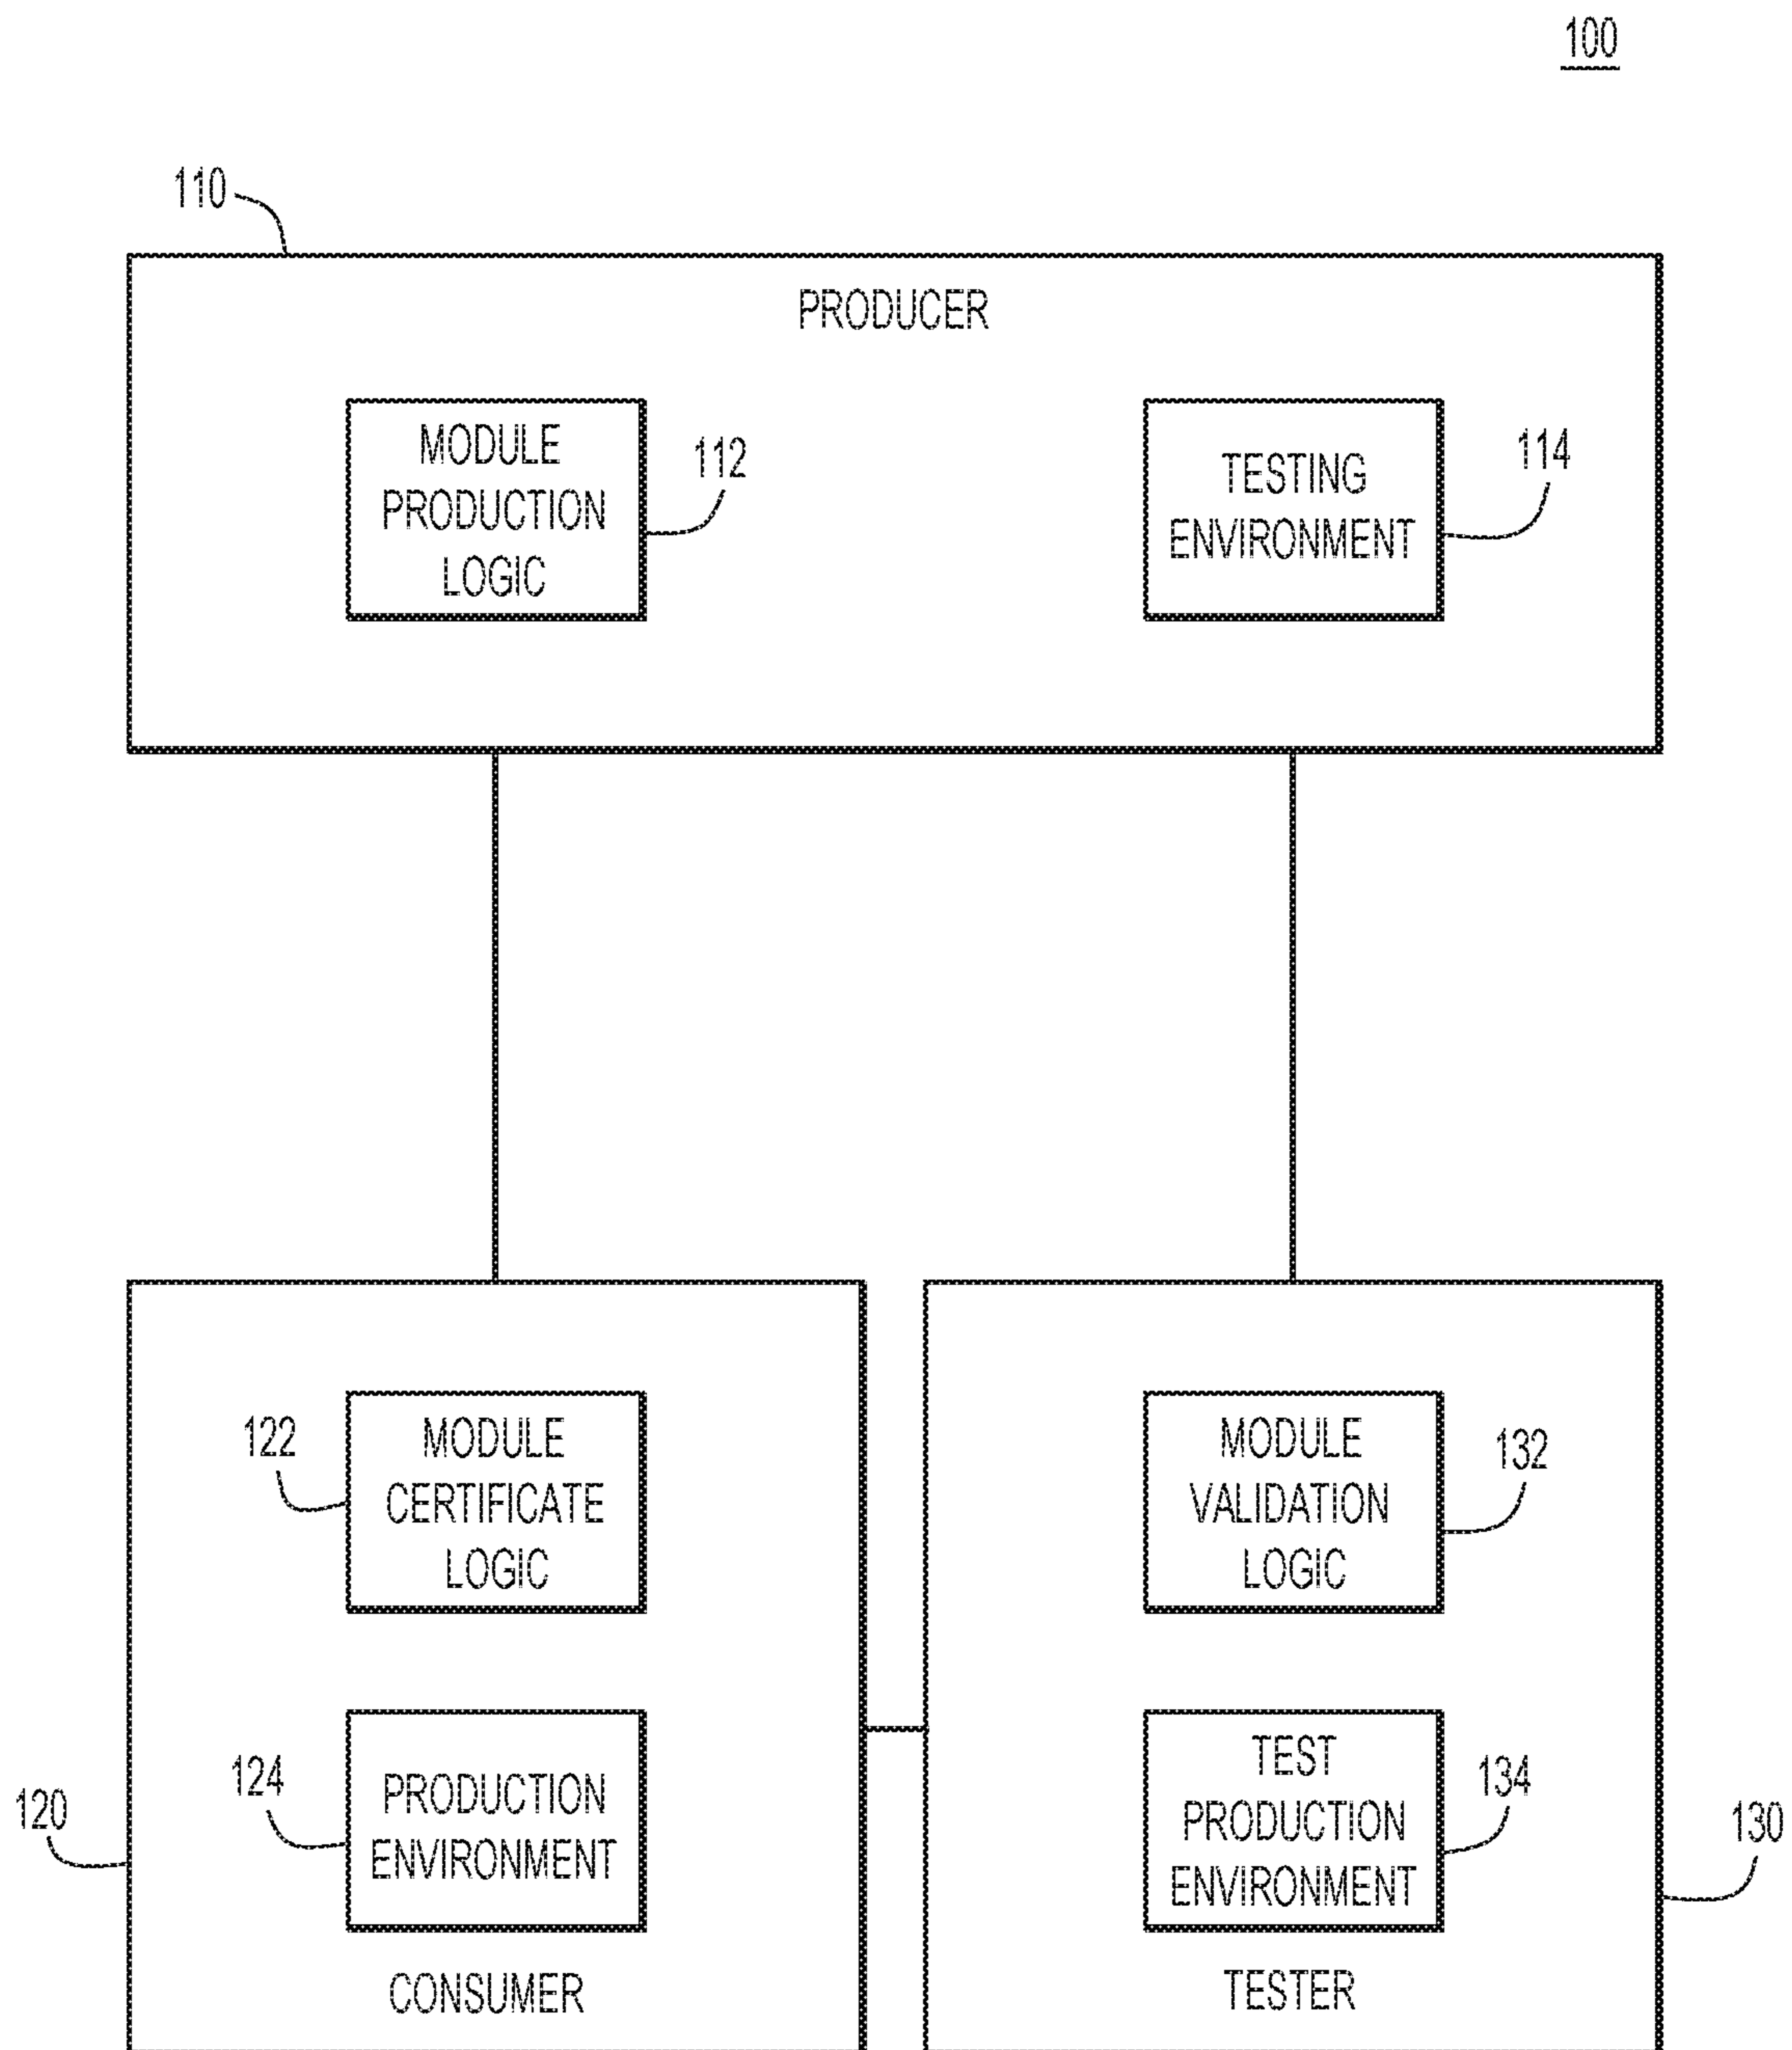 100
110
PRODUCER
MODULE
PRODUCTION
LOGIC
112
TESTING
ENVIRONMENT
114
122
MODULE
CERTIFICATE
LOGIC
MODULE
VALIDATION
LOGIC
132
120
124
PRODUCTION
ENVIRONMENT
TEST
PRODUCTION
ENVIRONMENT
134
130
CONSUMER
TESTER